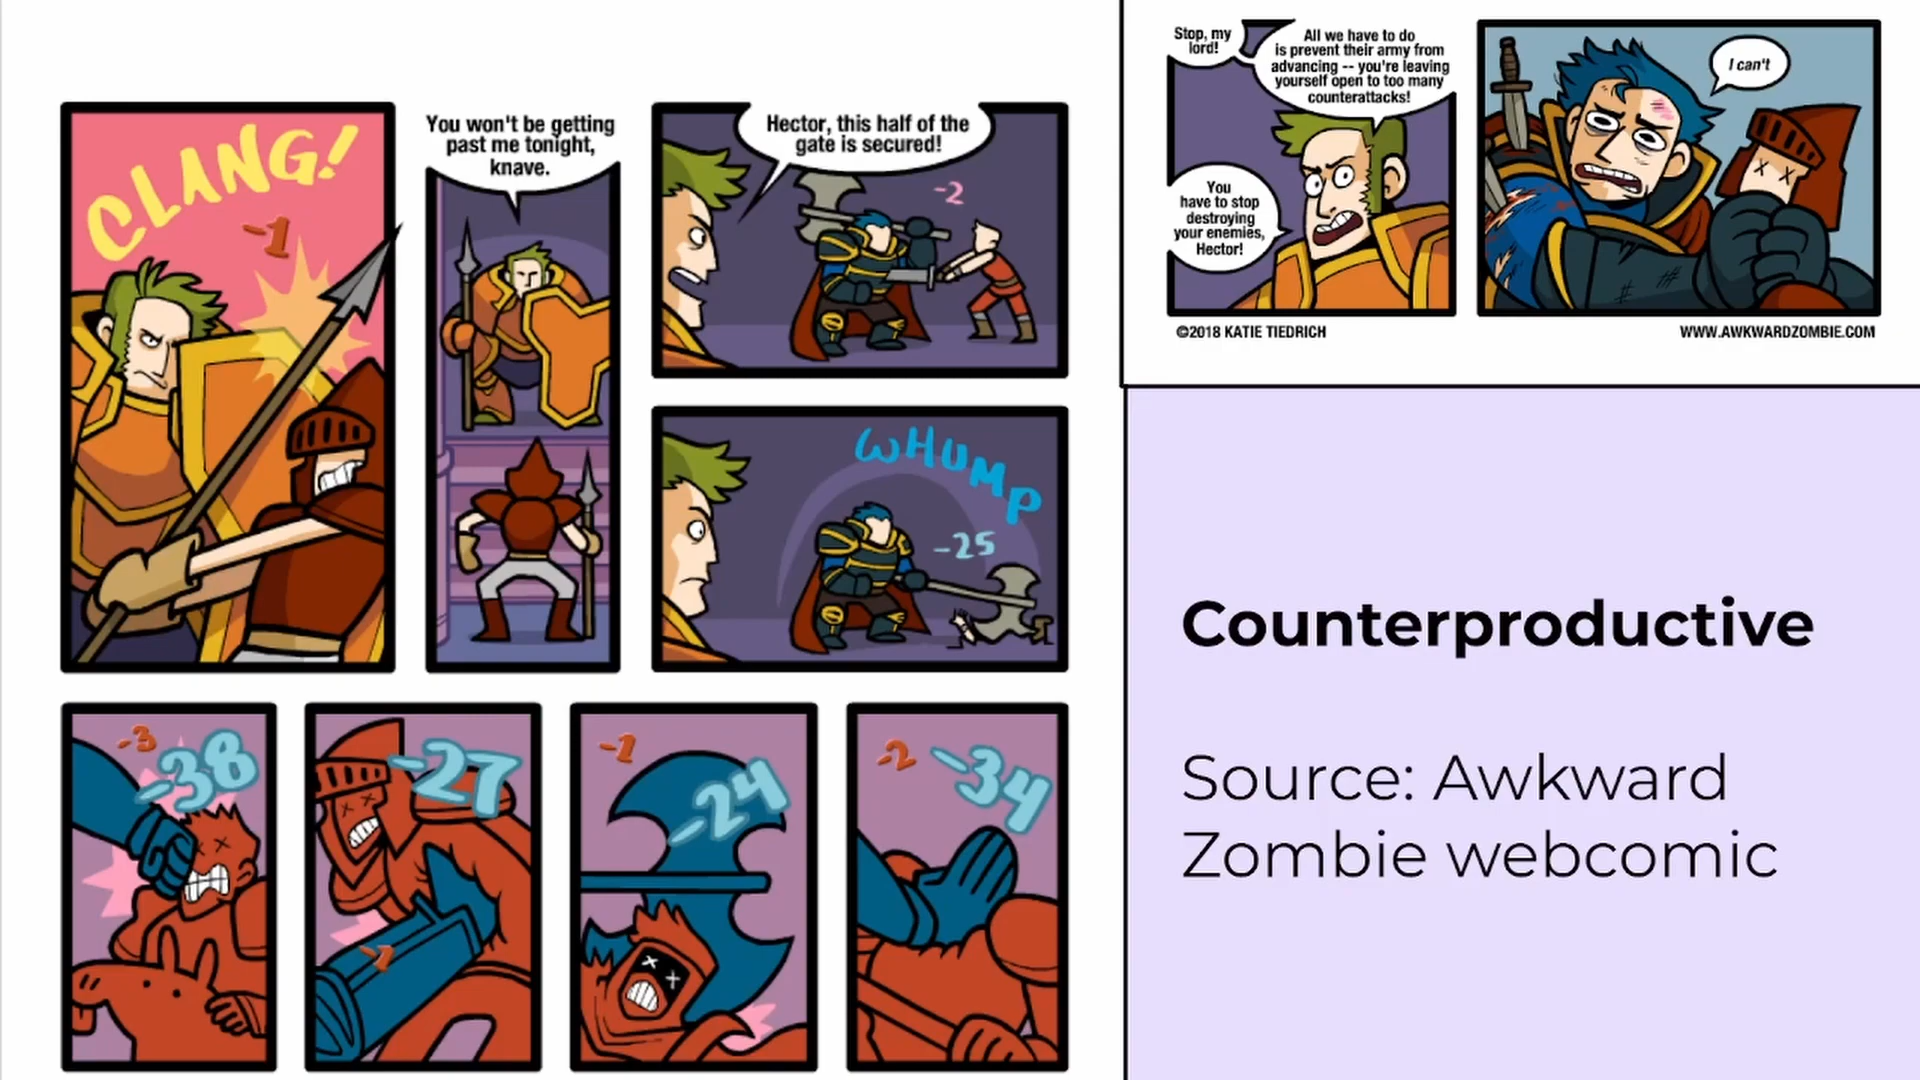 CLANG!
-1
You won't be getting
past me tonight,
knave.
Hector, this half of the
gate is secured!
-2
WHUMP
-25
-3
-38
-27
-1
-1
-24
-2
-34
Stop, my
lord!
All we have to do
is prevent their army from
advancing -- you're leaving
yourself open to too many
counterattacks!
You
have to stop
destroying
your enemies,
Hector!
I can't
©2018 KATIE TIEDRICH
WWW.AWKWARDZOMBIE.COM
Counterproductive
Source: Awkward
Zombie webcomic